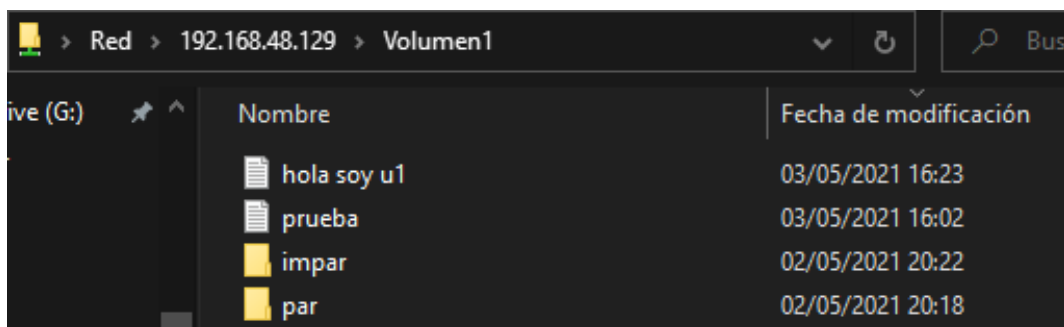 Red > 192.168.48.129 > Volumen1 Bus
ive (G:) Nombre Fecha de modificación
hola soy u1 03/05/2021 16:23
prueba 03/05/2021 16:02
impar 02/05/2021 20:22
par 02/05/2021 20:18